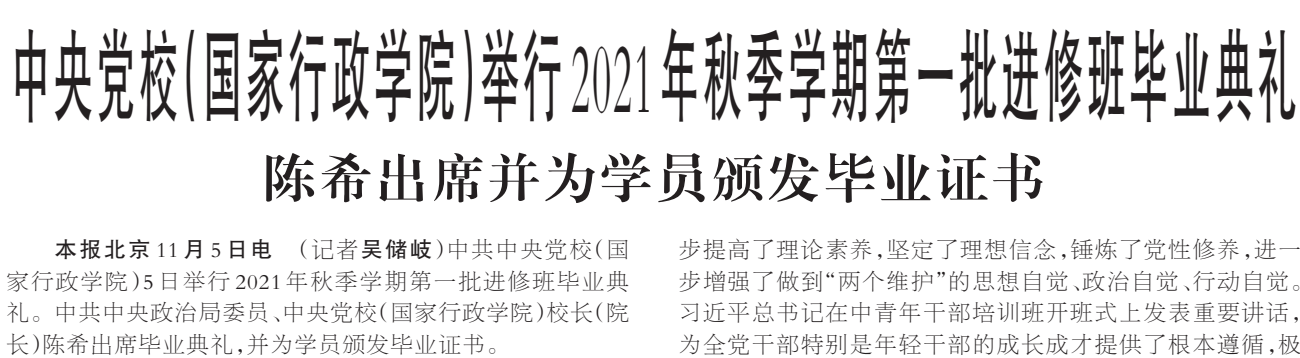 中央党校(国家行政学院)举行2021年秋季学期第一批进修班毕业典礼
陈希出席并为学员颁发毕业证书
本报北京11月5日电 (记者吴储岐)中共中央党校(国
家行政学院)5日举行2021年秋季学期第一批进修班毕业典
礼。中共中央政治局委员、中央党校(国家行政学院)校长(院
长)陈希出席毕业典礼,并为学员颁发毕业证书。
步提高了理论素养,坚定了理想信念,锤炼了党性修养,进一
步增强了做到“两个维护”的思想自觉、政治自觉、行动自觉。
习近平总书记在中青年干部培训班开班式上发表重要讲话,
为全党干部特别是年轻干部的成长成才提供了根本遵循,极